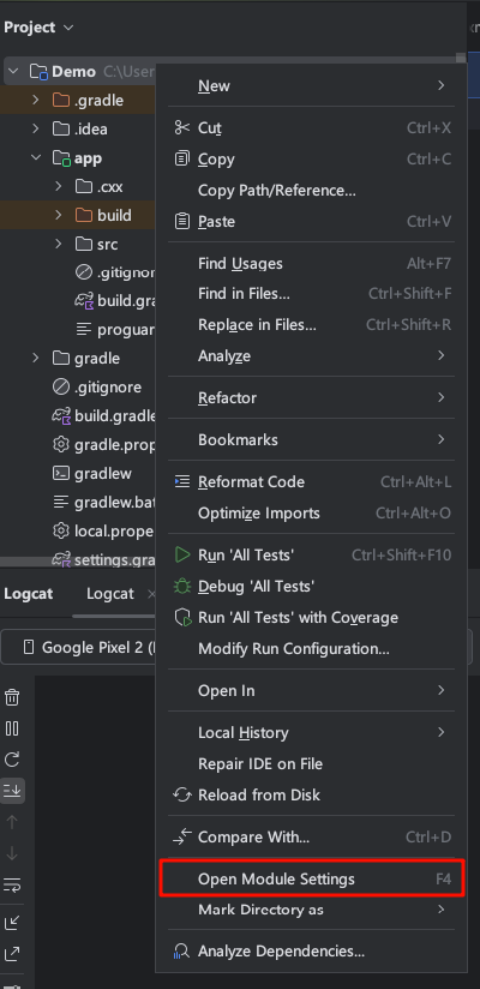 Project
Demo C:\User
.gradle
.idea
app
.cxx
build
src
.gitignor
build.gra
proguar
gradle
.gitignore
build.gradle
gradle.prop
gradlew
gradlew.bat
local.prope
settings.gra
New
Cut Ctrl+X
Copy Ctrl+C
Copy Path/Reference...
Paste Ctrl+V
Find Usages Alt+F7
Find in Files... Ctrl+Shift+F
Replace in Files... Ctrl+Shift+R
Analyze
Refactor
Bookmarks
Reformat Code Ctrl+Alt+L
Optimize Imports Ctrl+Alt+O
Run 'All Tests' Ctrl+Shift+F10
Debug 'All Tests'
Run 'All Tests' with Coverage
Modify Run Configuration...
Open In
Local History
Repair IDE on File
Reload from Disk
Compare With... Ctrl+D
Open Module Settings F4
Mark Directory as
Analyze Dependencies...
Logcat Logcat
Google Pixel 2 (